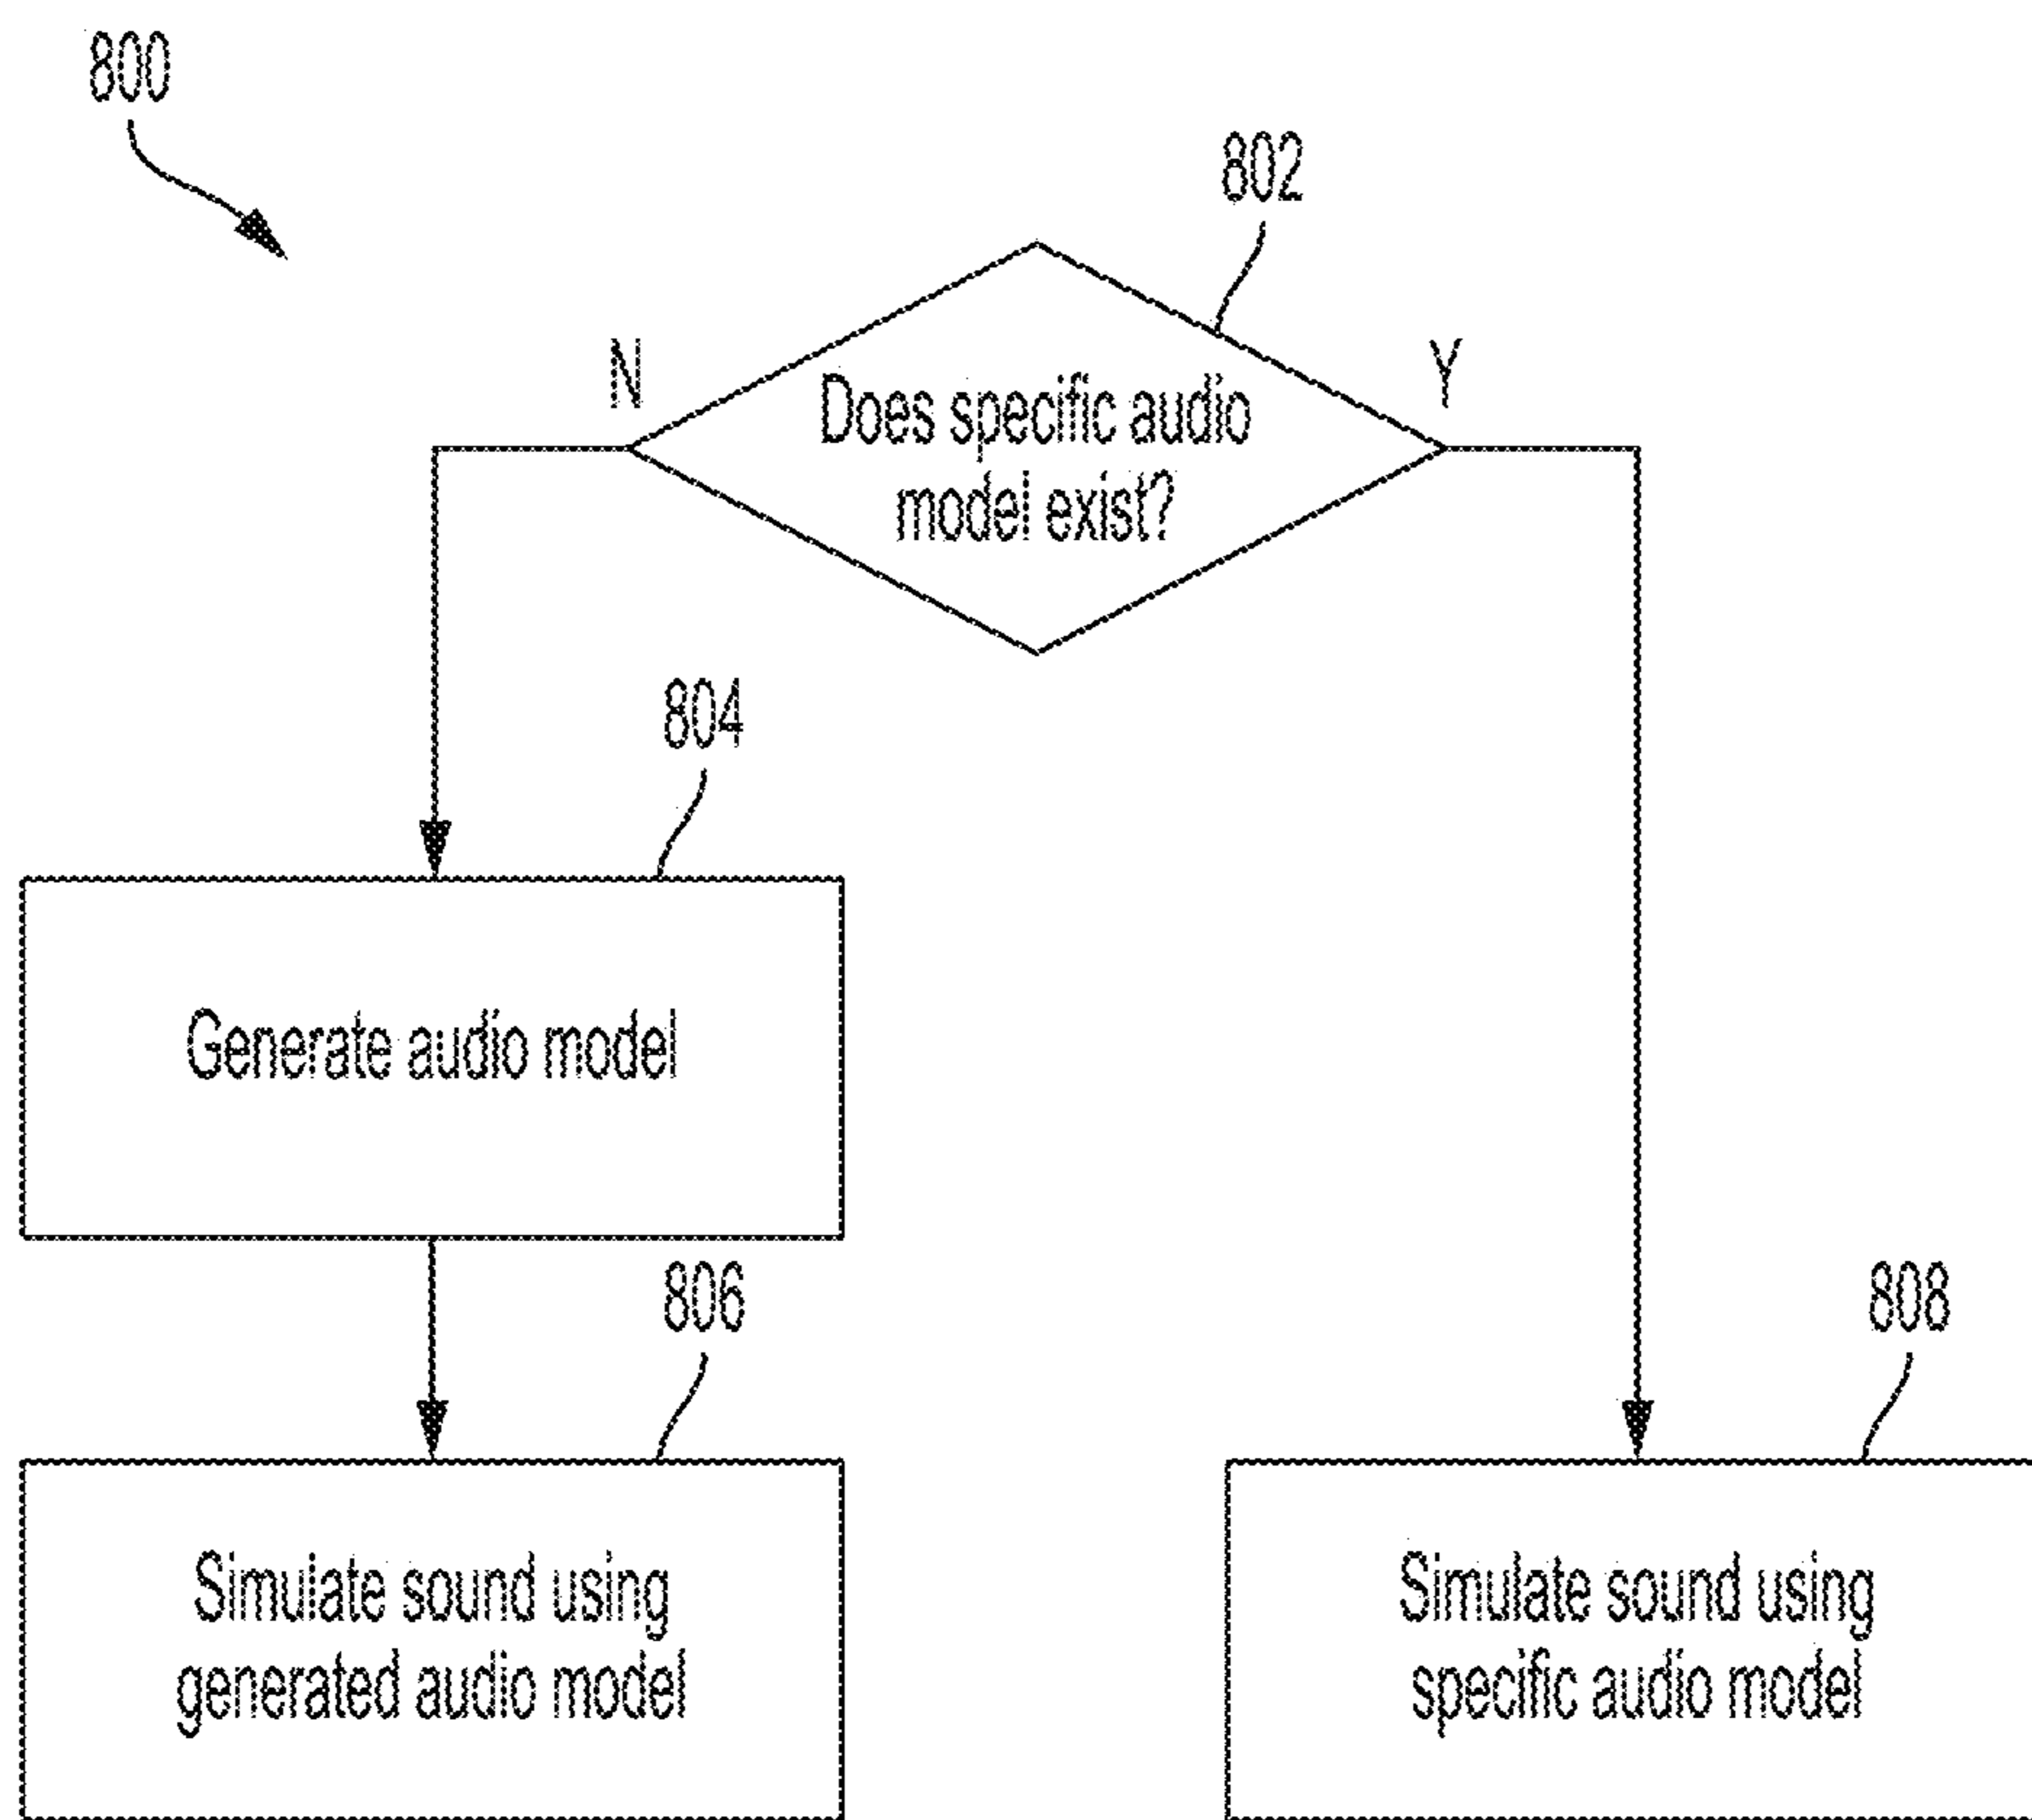 800
802
N
Y
Does specific audio
model exist?
804
Generate audio model
806
808
Simulate sound using
generated audio model
Simulate sound using
specific audio model